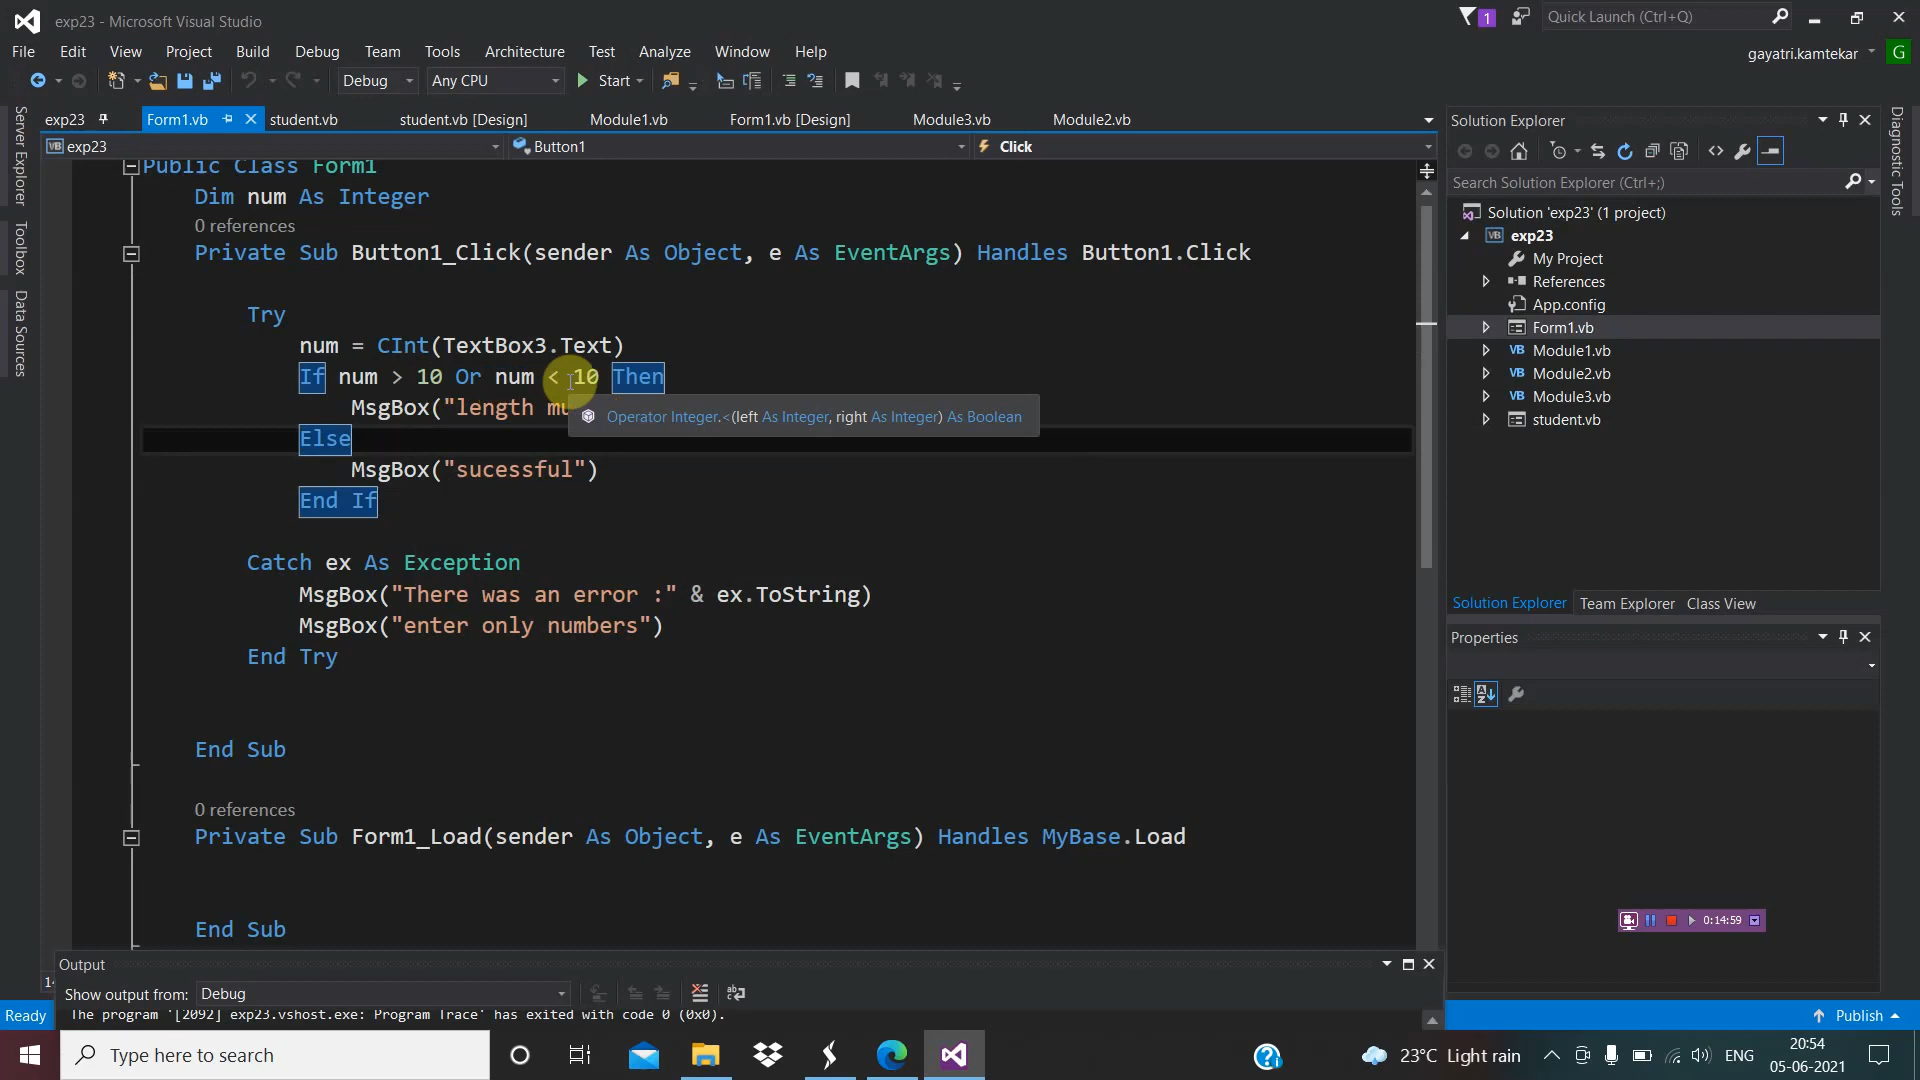 exp23 - Microsoft Visual Studio
1
Quick Launch (Ctrl+Q)
File Edit View Project Build Debug Team Tools Architecture Test Analyze Window Help
gayatri.kamtekar G
Debug Any CPU Start
exp23 Form1.vb student.vb student.vb [Design] Module1.vb Form1.vb [Design] Module3.vb Module2.vb
exp23 Button1 Click
Server Explorer
Toolbox
Data Sources
Public Class Form1
Dim num As Integer
0 references
Private Sub Button1_Click(sender As Object, e As EventArgs) Handles Button1.Click
Try
num = CInt(TextBox3.Text)
If num > 10 Or num < 10 Then
MsgBox("length mu
Operator Integer.<(left As Integer, right As Integer) As Boolean
Else
MsgBox("sucessful")
End If
Catch ex As Exception
MsgBox("There was an error :" & ex.ToString)
MsgBox("enter only numbers")
End Try
End Sub
0 references
Private Sub Form1_Load(sender As Object, e As EventArgs) Handles MyBase.Load
End Sub
Solution Explorer
Search Solution Explorer (Ctrl+;)
Solution 'exp23' (1 project)
VB exp23
My Project
References
App.config
Form1.vb
VB Module1.vb
VB Module2.vb
VB Module3.vb
student.vb
Solution Explorer Team Explorer Class View
Properties
Diagnostic Tools
0:14:59
Output
Show output from: Debug
The program '[2092] exp23.vshost.exe: Program Trace' has exited with code 0 (0x0).
Ready
Publish
Type here to search
23°C Light rain
ENG
20:54
05-06-2021